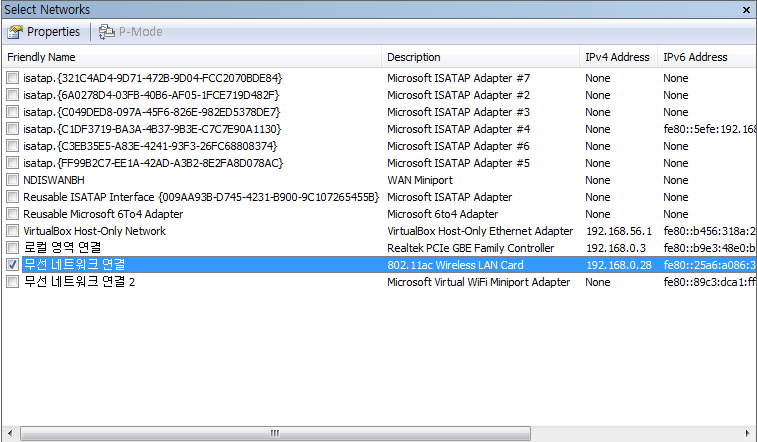 Select Networks
Properties P-Mode
Friendly Name Description IPv4 Address IPv6 Address
isatap.{321C4AD4-9D71-472B-9D04-FCC2070BDE84} Microsoft ISATAP Adapter #7 None None
isatap.{6A0278D4-03FB-40B6-AF05-1FCE719D482F} Microsoft ISATAP Adapter #2 None None
isatap.{C049DED8-097A-45F6-826E-982ED5378DE7} Microsoft ISATAP Adapter #3 None None
isatap.{C1DF3719-BA3A-4B37-9B3E-C7C7E90A1130} Microsoft ISATAP Adapter #4 None fe80::5efe:192.168
isatap.{C3EB35E5-A83E-4241-93F3-26FC68808374} Microsoft ISATAP Adapter #6 None None
isatap.{FF99B2C7-EE1A-42AD-A3B2-8E2FA8D078AC} Microsoft ISATAP Adapter #5 None None
NDISWANBH WAN Miniport None None
Reusable ISATAP Interface {009AA93B-D745-4231-B900-9C107265455B} Microsoft ISATAP Adapter None None
Reusable Microsoft 6To4 Adapter Microsoft 6to4 Adapter None None
VirtualBox Host-Only Network VirtualBox Host-Only Ethernet Adapter 192.168.56.1 fe80::b456:318a:2
로컬 영역 연결 Realtek PCIe GBE Family Controller 192.168.0.3 fe80::b9e3:48e0:b
무선 네트워크 연결 802.11ac Wireless LAN Card 192.168.0.28 fe80::25a6:a086:3
무선 네트워크 연결 2 Microsoft Virtual WiFi Miniport Adapter None fe80::89c3:dca1:ff